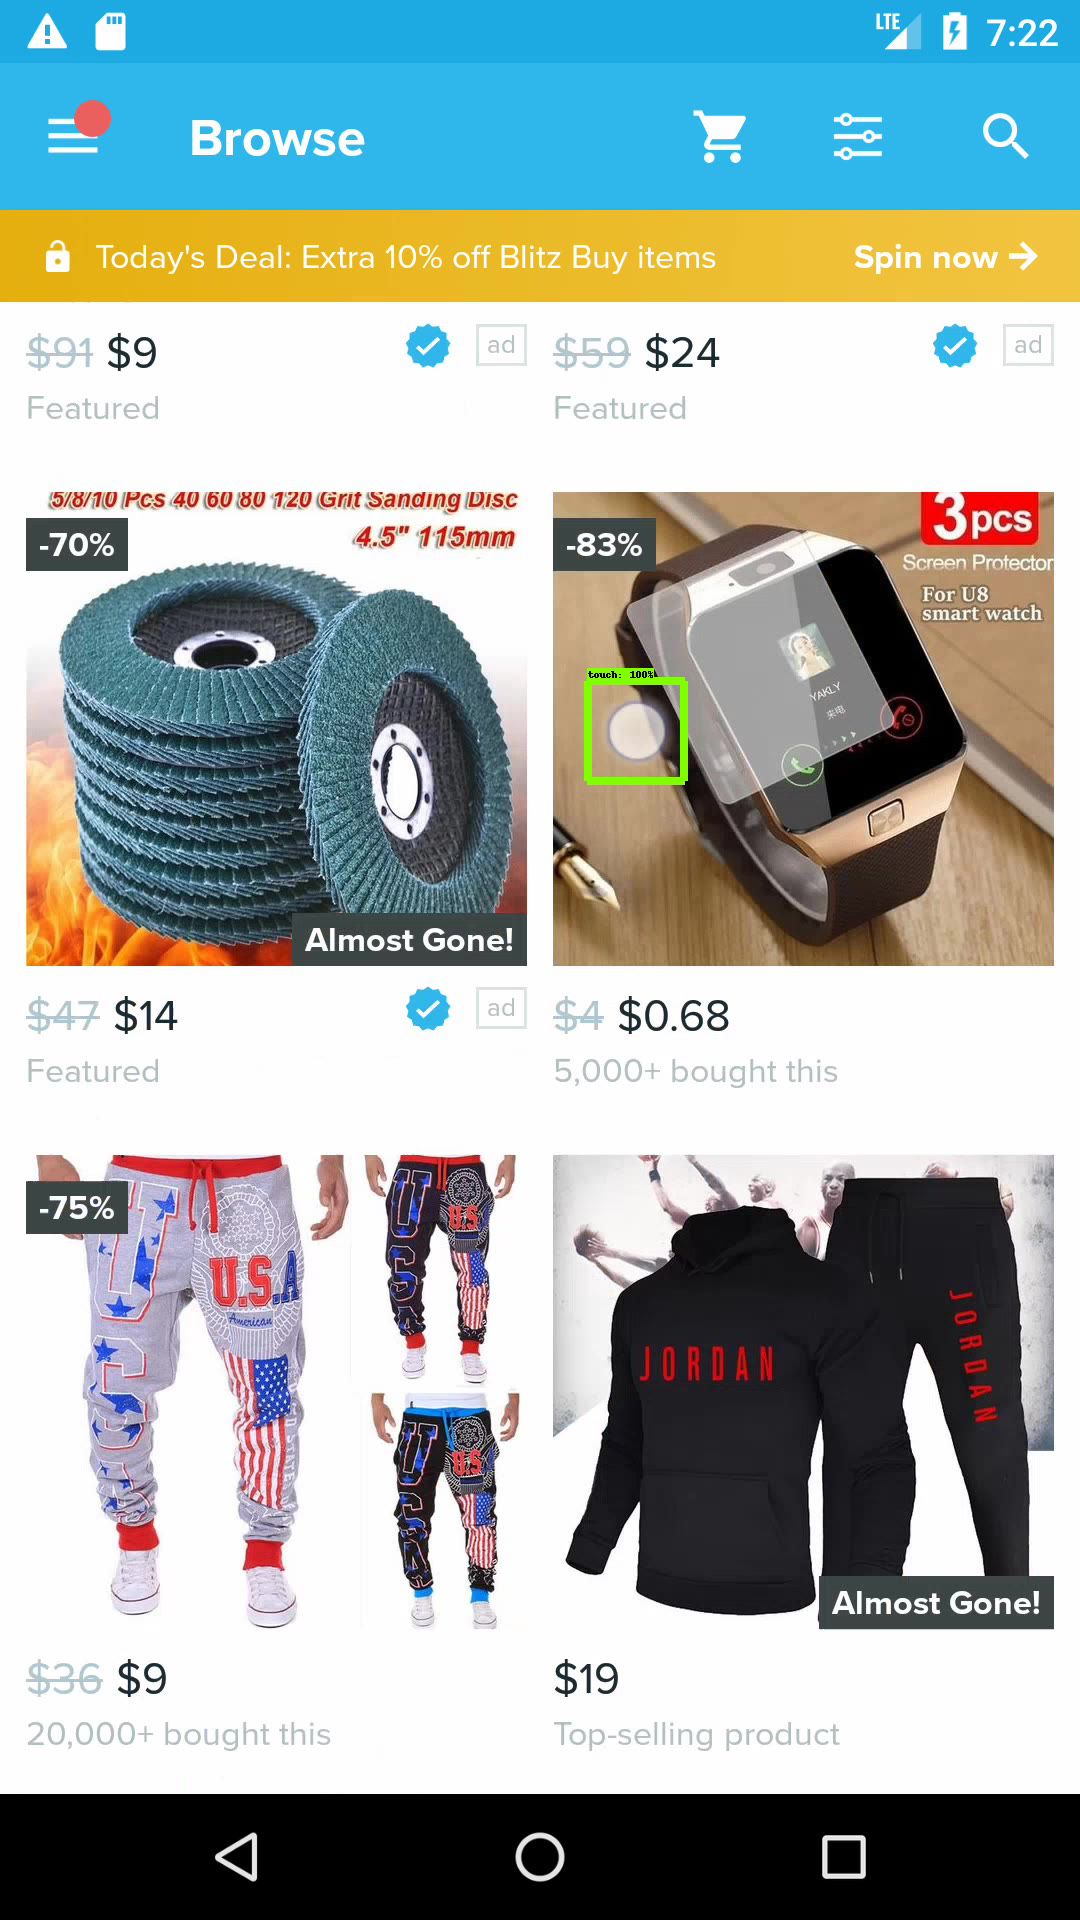 LTE 7:22
Browse
Today's Deal: Extra 10% off Blitz Buy items Spin now
$91 $9 ad
$59 $24 ad
Featured
Featured
5/8/10 Pcs 40 60 80 120 Grit Sanding Disc
4.5" 115mm
-70%
Almost Gone!
-83%
3pcs
Screen Protector
For U8
smart watch
touch: 100%
YAKLY
来电
$47 $14 ad
Featured
$4 $0.68
5,000+ bought this
-75%
U.S.A
American
U.S
U.S
JORDAN
JORDAN
Almost Gone!
$36 $9
20,000+ bought this
$19
Top-selling product